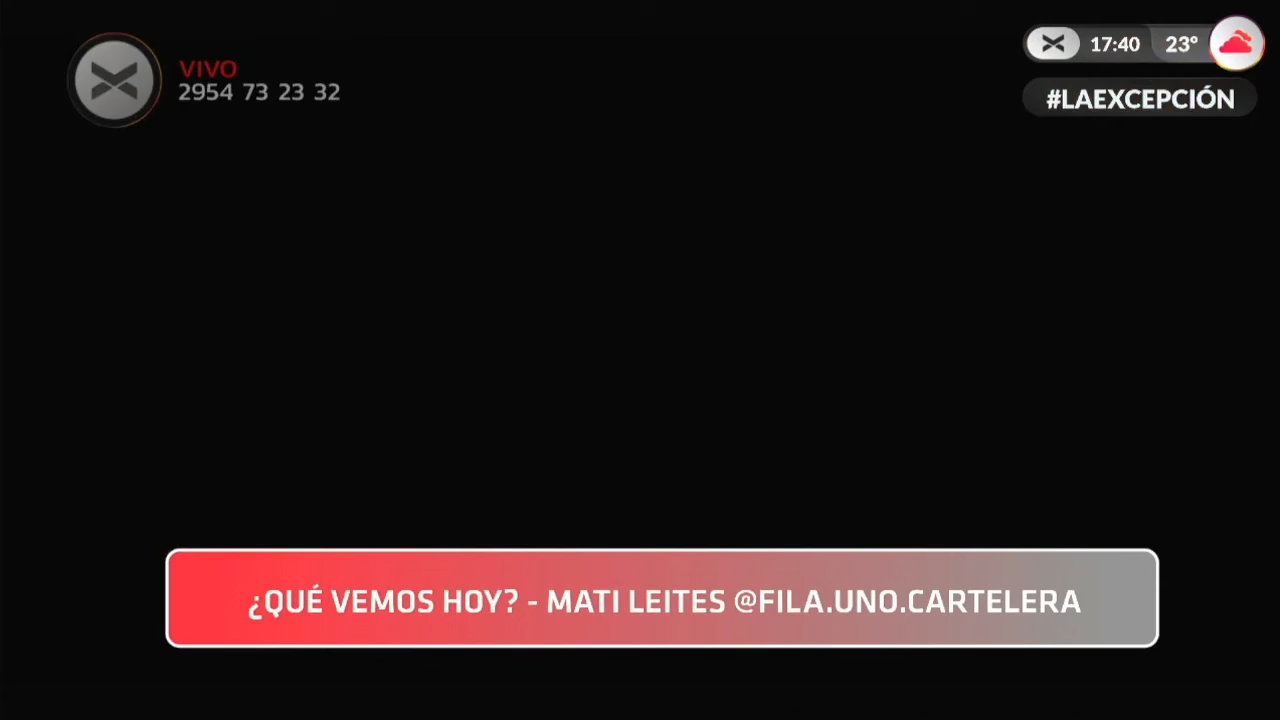 VIVO
2954 73 23 32
17:40 23°
#LAEXCEPCIÓN
¿QUÉ VEMOS HOY? - MATI LEITES @FILA.UNO.CARTELERA